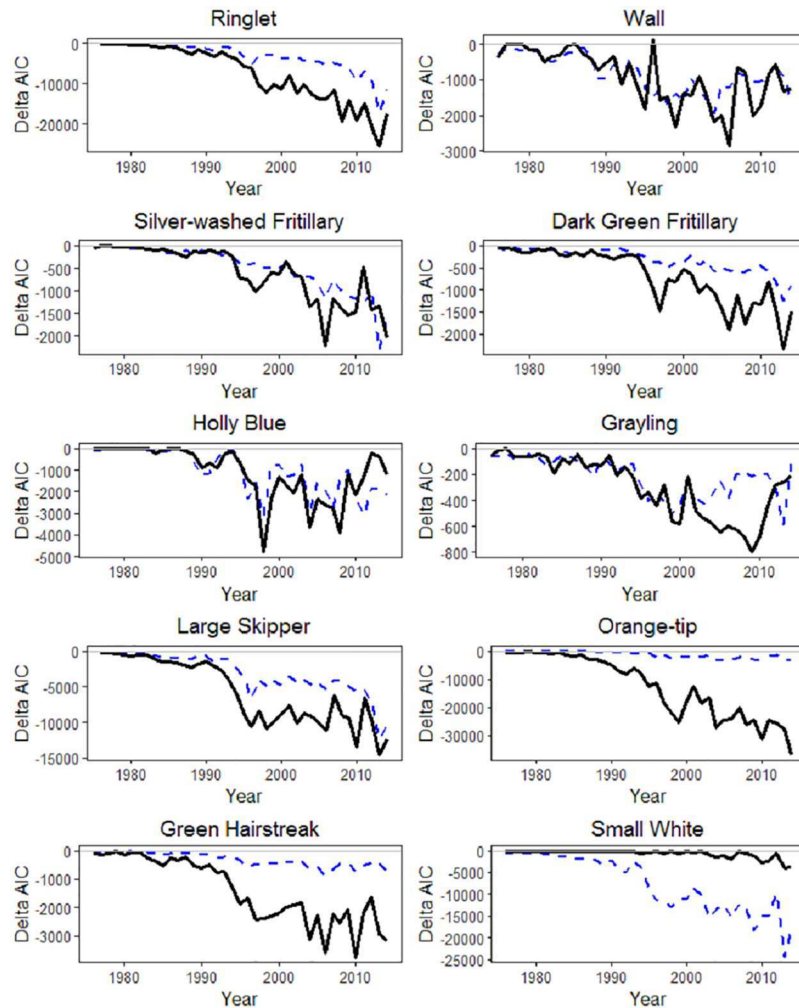 Ringlet
Delta AIC
0
-10000
-20000
1980 1990 2000 2010
Year
Wall
Delta AIC
0
-1000
-2000
-3000
1980 1990 2000 2010
Year
Silver-washed Fritillary
Delta AIC
0
-500
-1000
-1500
-2000
1980 1990 2000 2010
Year
Dark Green Fritillary
Delta AIC
0
-500
-1000
-1500
-2000
1980 1990 2000 2010
Year
Holly Blue
Delta AIC
0
-1000
-2000
-3000
-4000
-5000
1980 1990 2000 2010
Year
Grayling
Delta AIC
0
-200
-400
-600
-800
1980 1990 2000 2010
Year
Large Skipper
Delta AIC
0
-5000
-10000
-15000
1980 1990 2000 2010
Year
Orange-tip
Delta AIC
0
-10000
-20000
-30000
1980 1990 2000 2010
Year
Green Hairstreak
Delta AIC
0
-1000
-2000
-3000
1980 1990 2000 2010
Year
Small White
Delta AIC
0
-5000
-10000
-15000
-20000
-25000
1980 1990 2000 2010
Year